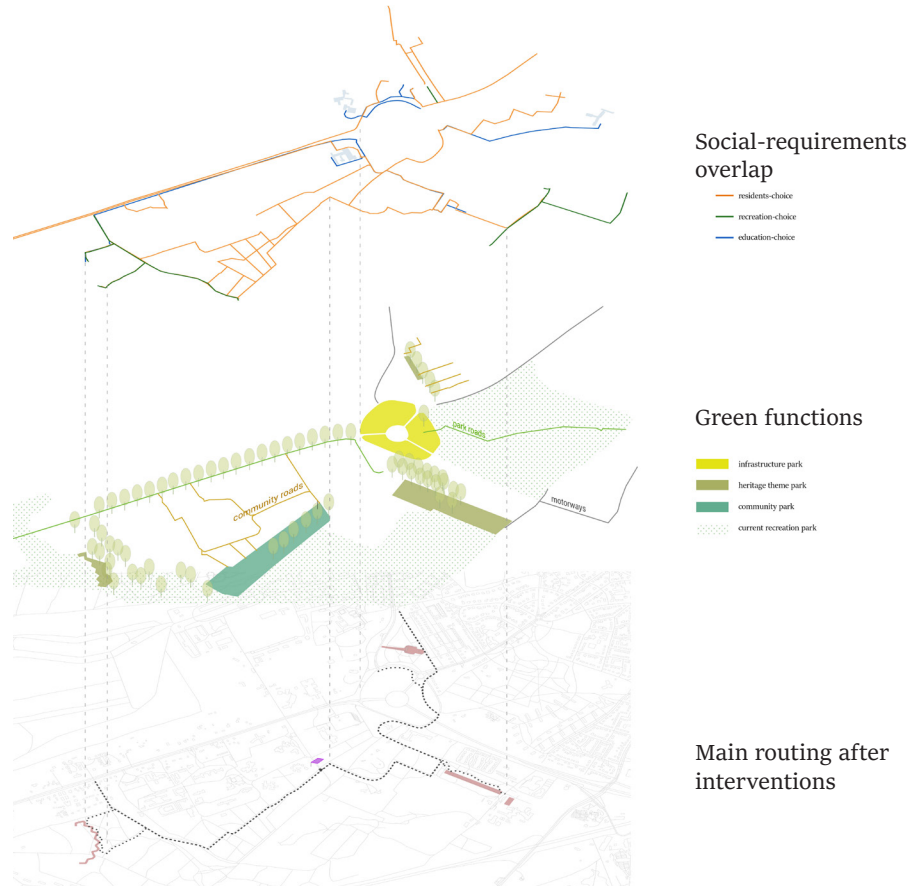 Social-requirements
overlap
residents-choice
recreation-choice
education-choice
park roads
community roads
motorways
Green functions
infrastructure park
heritage theme park
community park
current recreation park
Main routing after
interventions